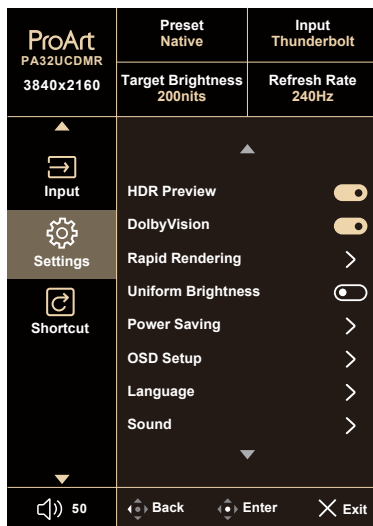 ProArt
PA32UCDMR
3840x2160
Preset
Native
Input
Thunderbolt
Target Brightness
200nits
Refresh Rate
240Hz
Input
Settings
Shortcut
HDR Preview
DolbyVision
Rapid Rendering
Uniform Brightness
Power Saving
OSD Setup
Language
Sound
50
Back
Enter
Exit